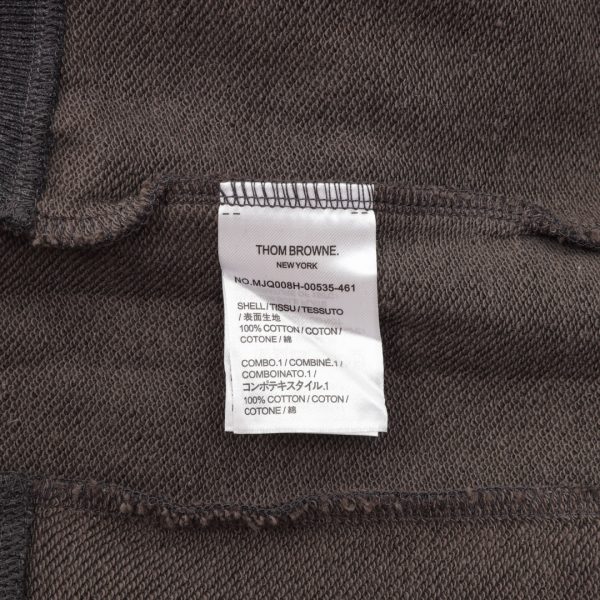 THOM BROWNE.
NEW YORK
NO.MJQ008H-00535-461
SHELL / TISSU / TESSUTO
/ 表面生地
100% COTTON / COTON /
COTONE / 綿
COMBO.1 / COMBINÉ.1 /
COMBOINATO.1 /
コンポテキスタイル.1
100% COTTON / COTON /
COTONE / 綿